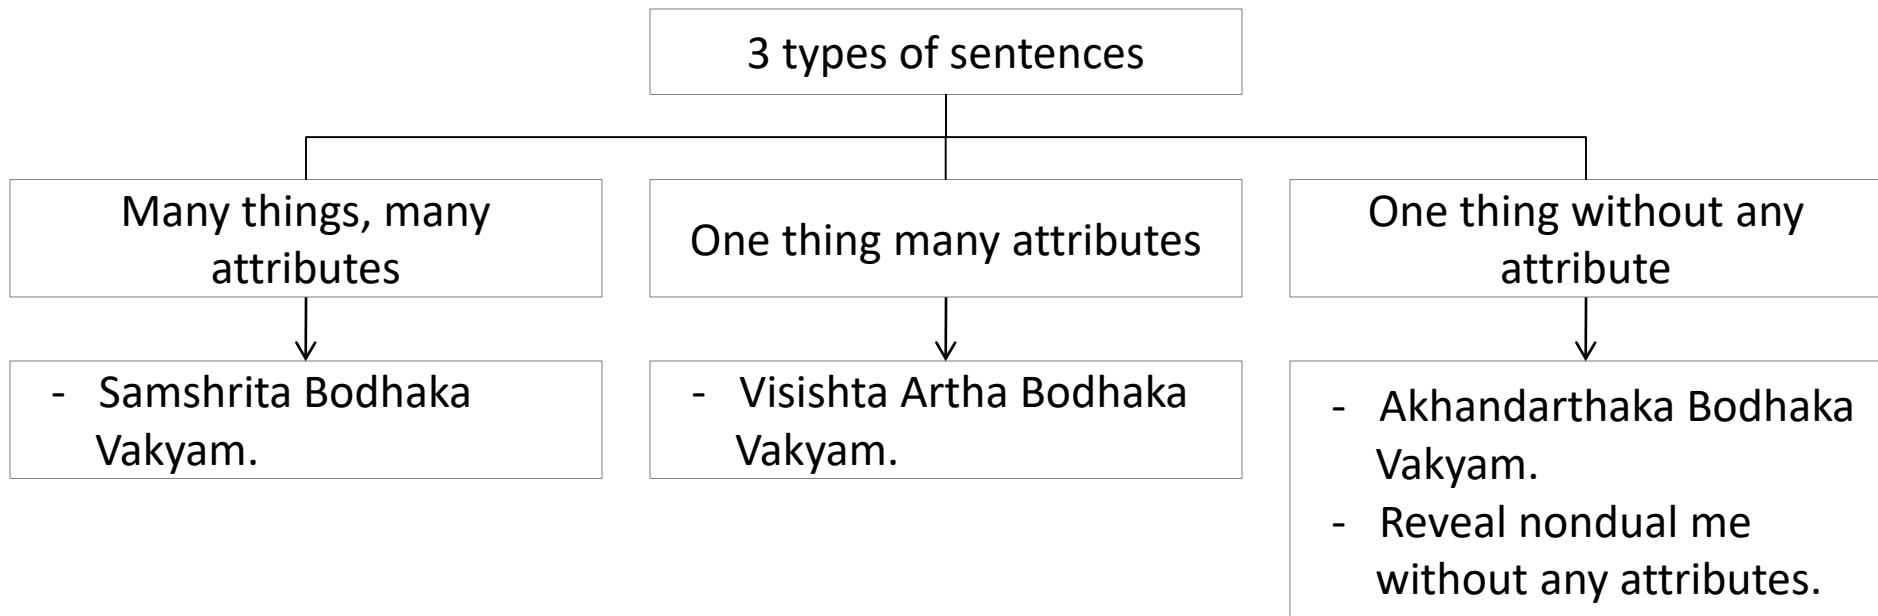 3 types of sentences
Many things, many
attributes
One thing many attributes
One thing without any
attribute
- Samshrita Bodhaka
Vakyam.
- Visishta Artha Bodhaka
Vakyam.
- Akhandarthaka Bodhaka
Vakyam.
- Reveal nondual me
without any attributes.